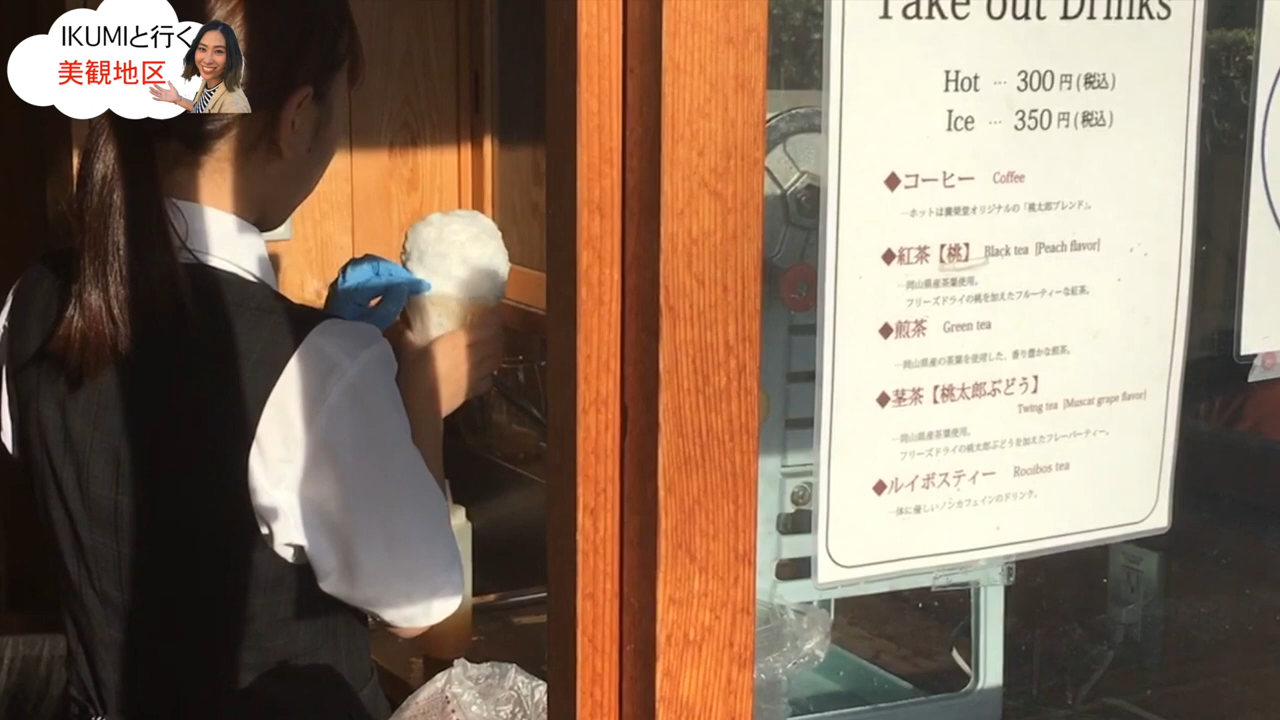 IKUMIと行く
美観地区
Take out Drinks
Hot … 300円(税込)
Ice … 350円(税込)
◆コーヒー Coffee
―ホットは廣榮堂オリジナルの「桃太郎ブレンド」。
◆紅茶【桃】 Black tea [Peach flavor]
―岡山県産茶葉使用。
フリーズドライの桃を加えたフルーティーな紅茶。
◆煎茶 Green tea
―岡山県産の茶葉を使用した、香り豊かな煎茶。
◆茎茶【桃太郎ぶどう】
Twing tea [Muscat grape flavor]
―岡山県産茶葉使用。
フリーズドライの桃太郎ぶどうを加えたフレーバーティー。
◆ルイボスティー Rooibos tea
―体に優しいノンカフェインのドリンク。